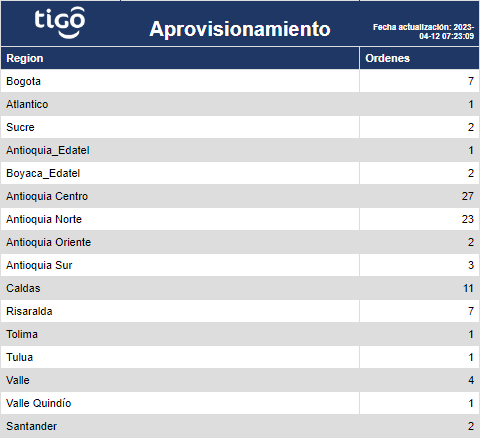 tigo
Aprovisionamiento
Fecha actualización: 2023-
04-12 07:23:09
Region Ordenes
Bogota 7
Atlantico 1
Sucre 2
Antioquia_Edatel 1
Boyaca_Edatel 2
Antioquia Centro 27
Antioquia Norte 23
Antioquia Oriente 2
Antioquia Sur 3
Caldas 11
Risaralda 7
Tolima 1
Tulua 1
Valle 4
Valle Quindío 1
Santander 2